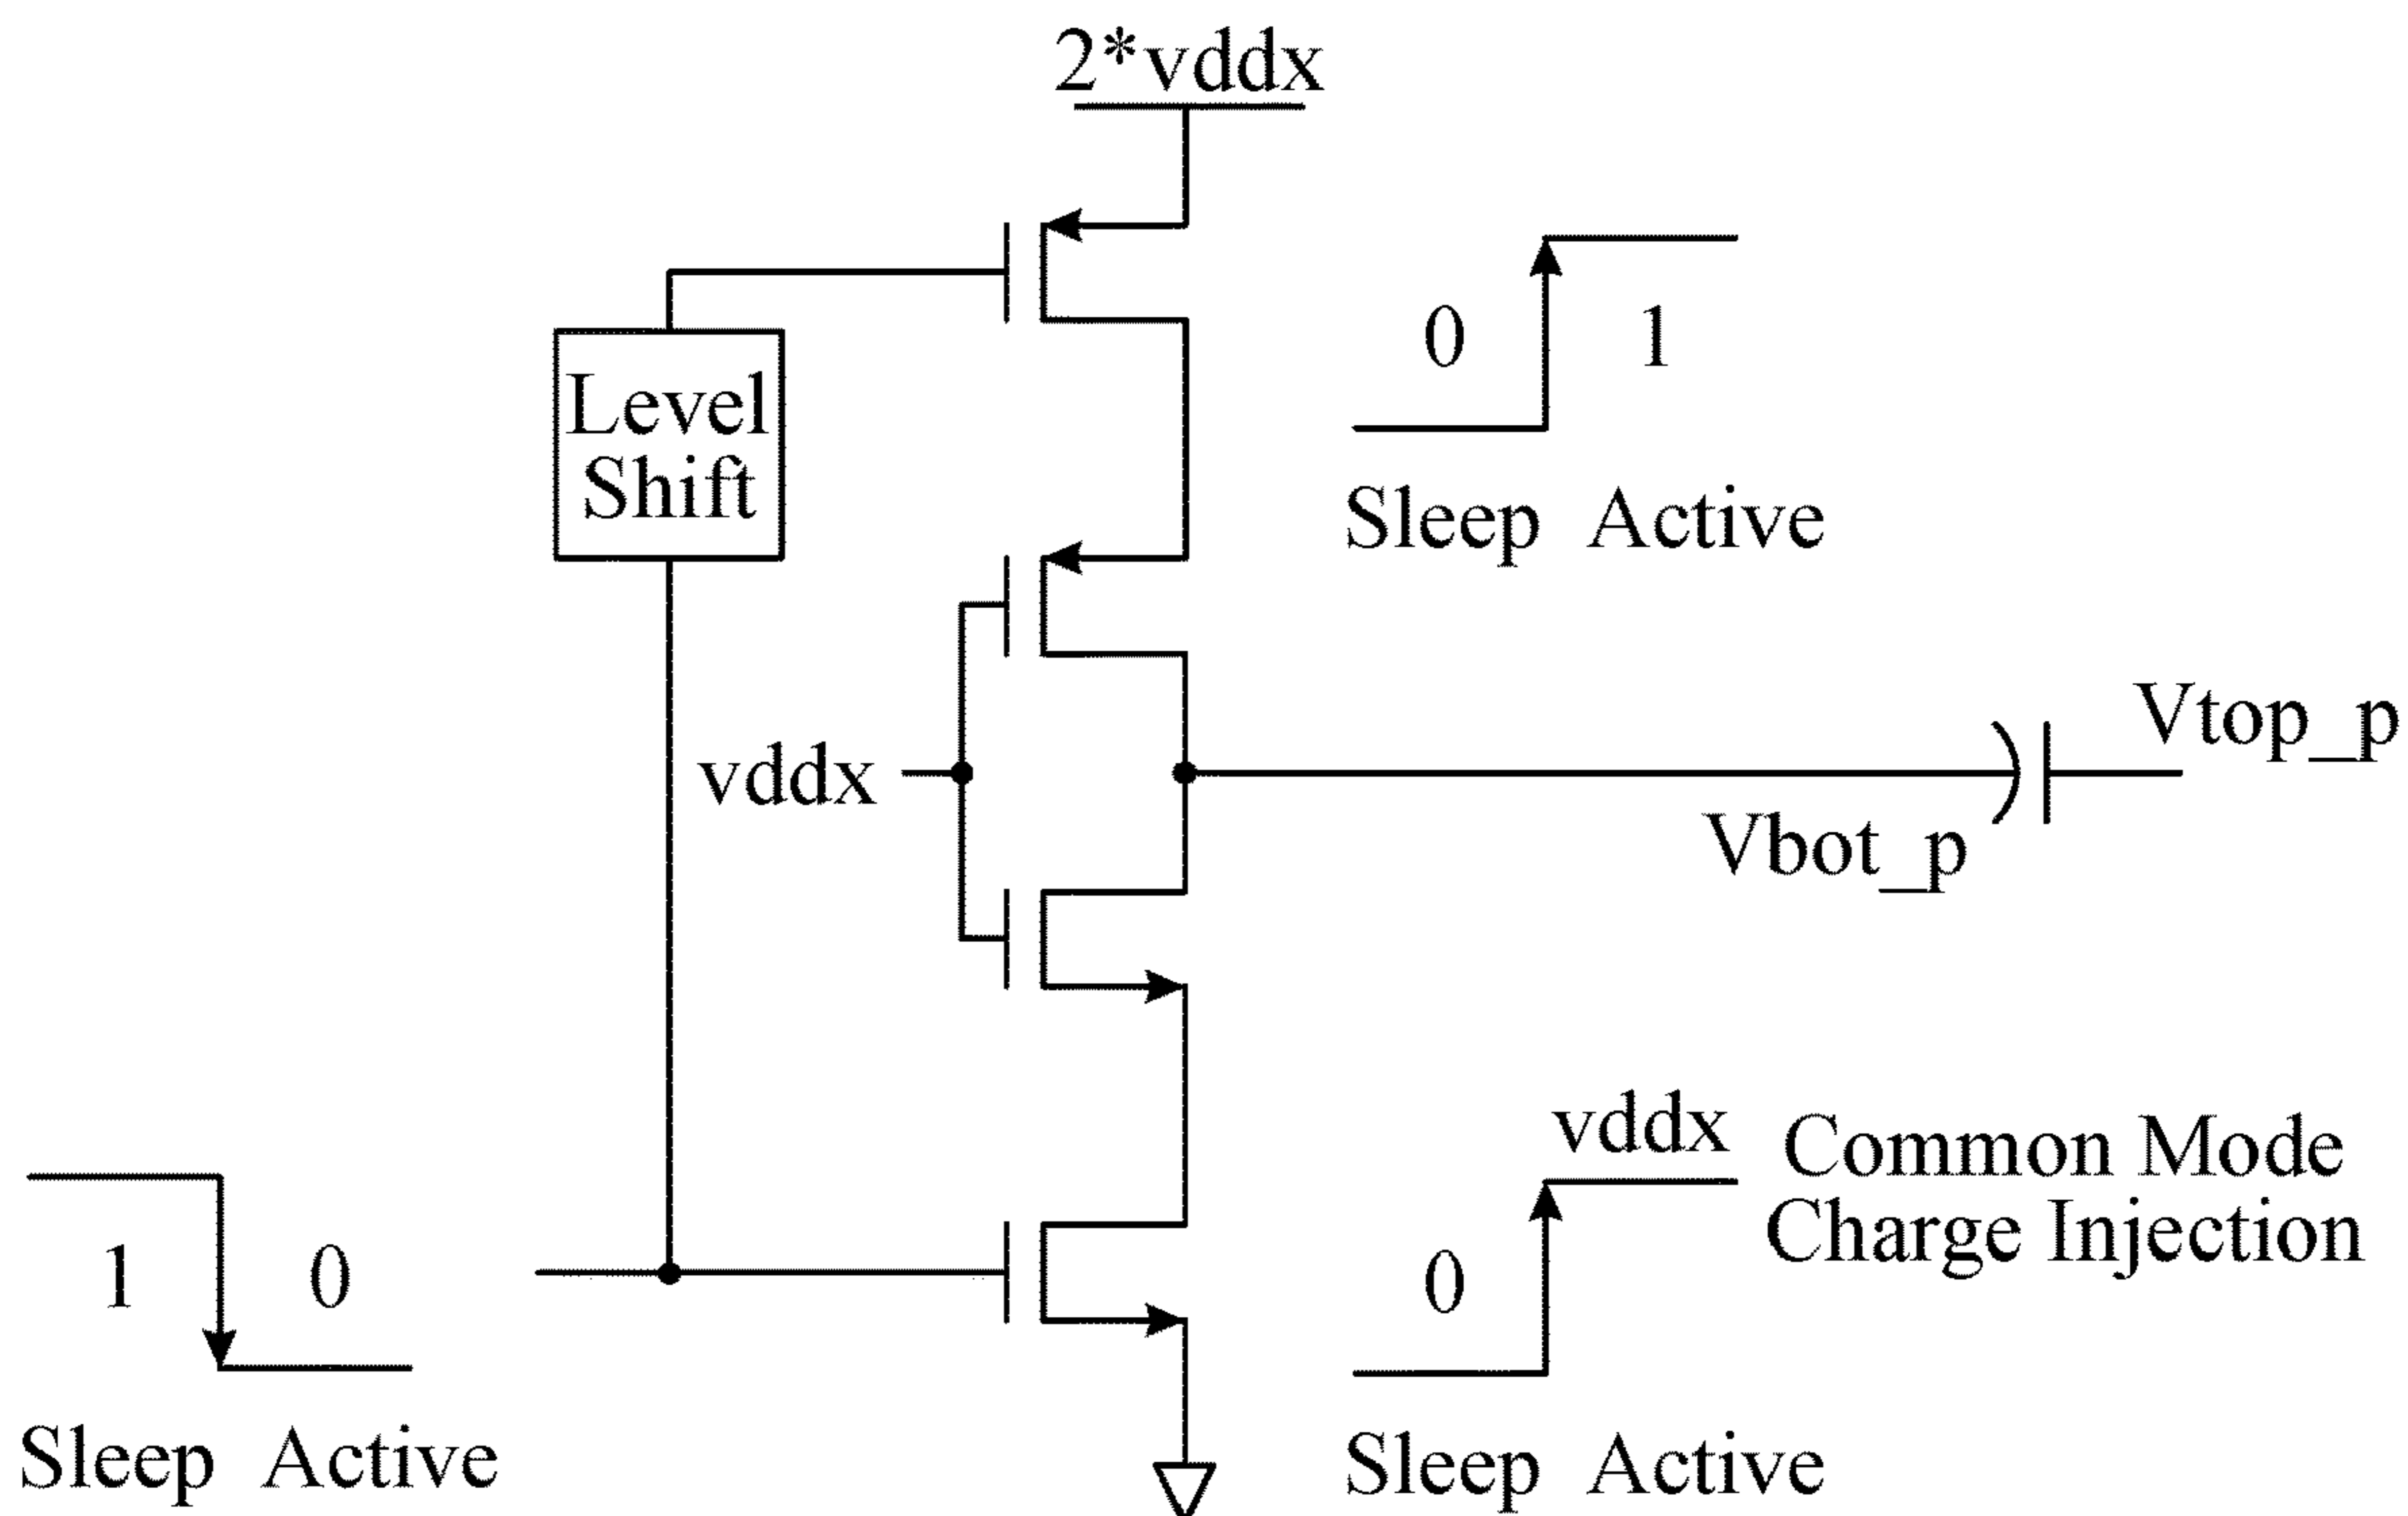 2*vddx
0 1
Level
Shift
Sleep Active
Vtop_p
vddx
Vbot_p
vddx
Common Mode
Charge Injection
1 0
0
Sleep Active
Sleep Active